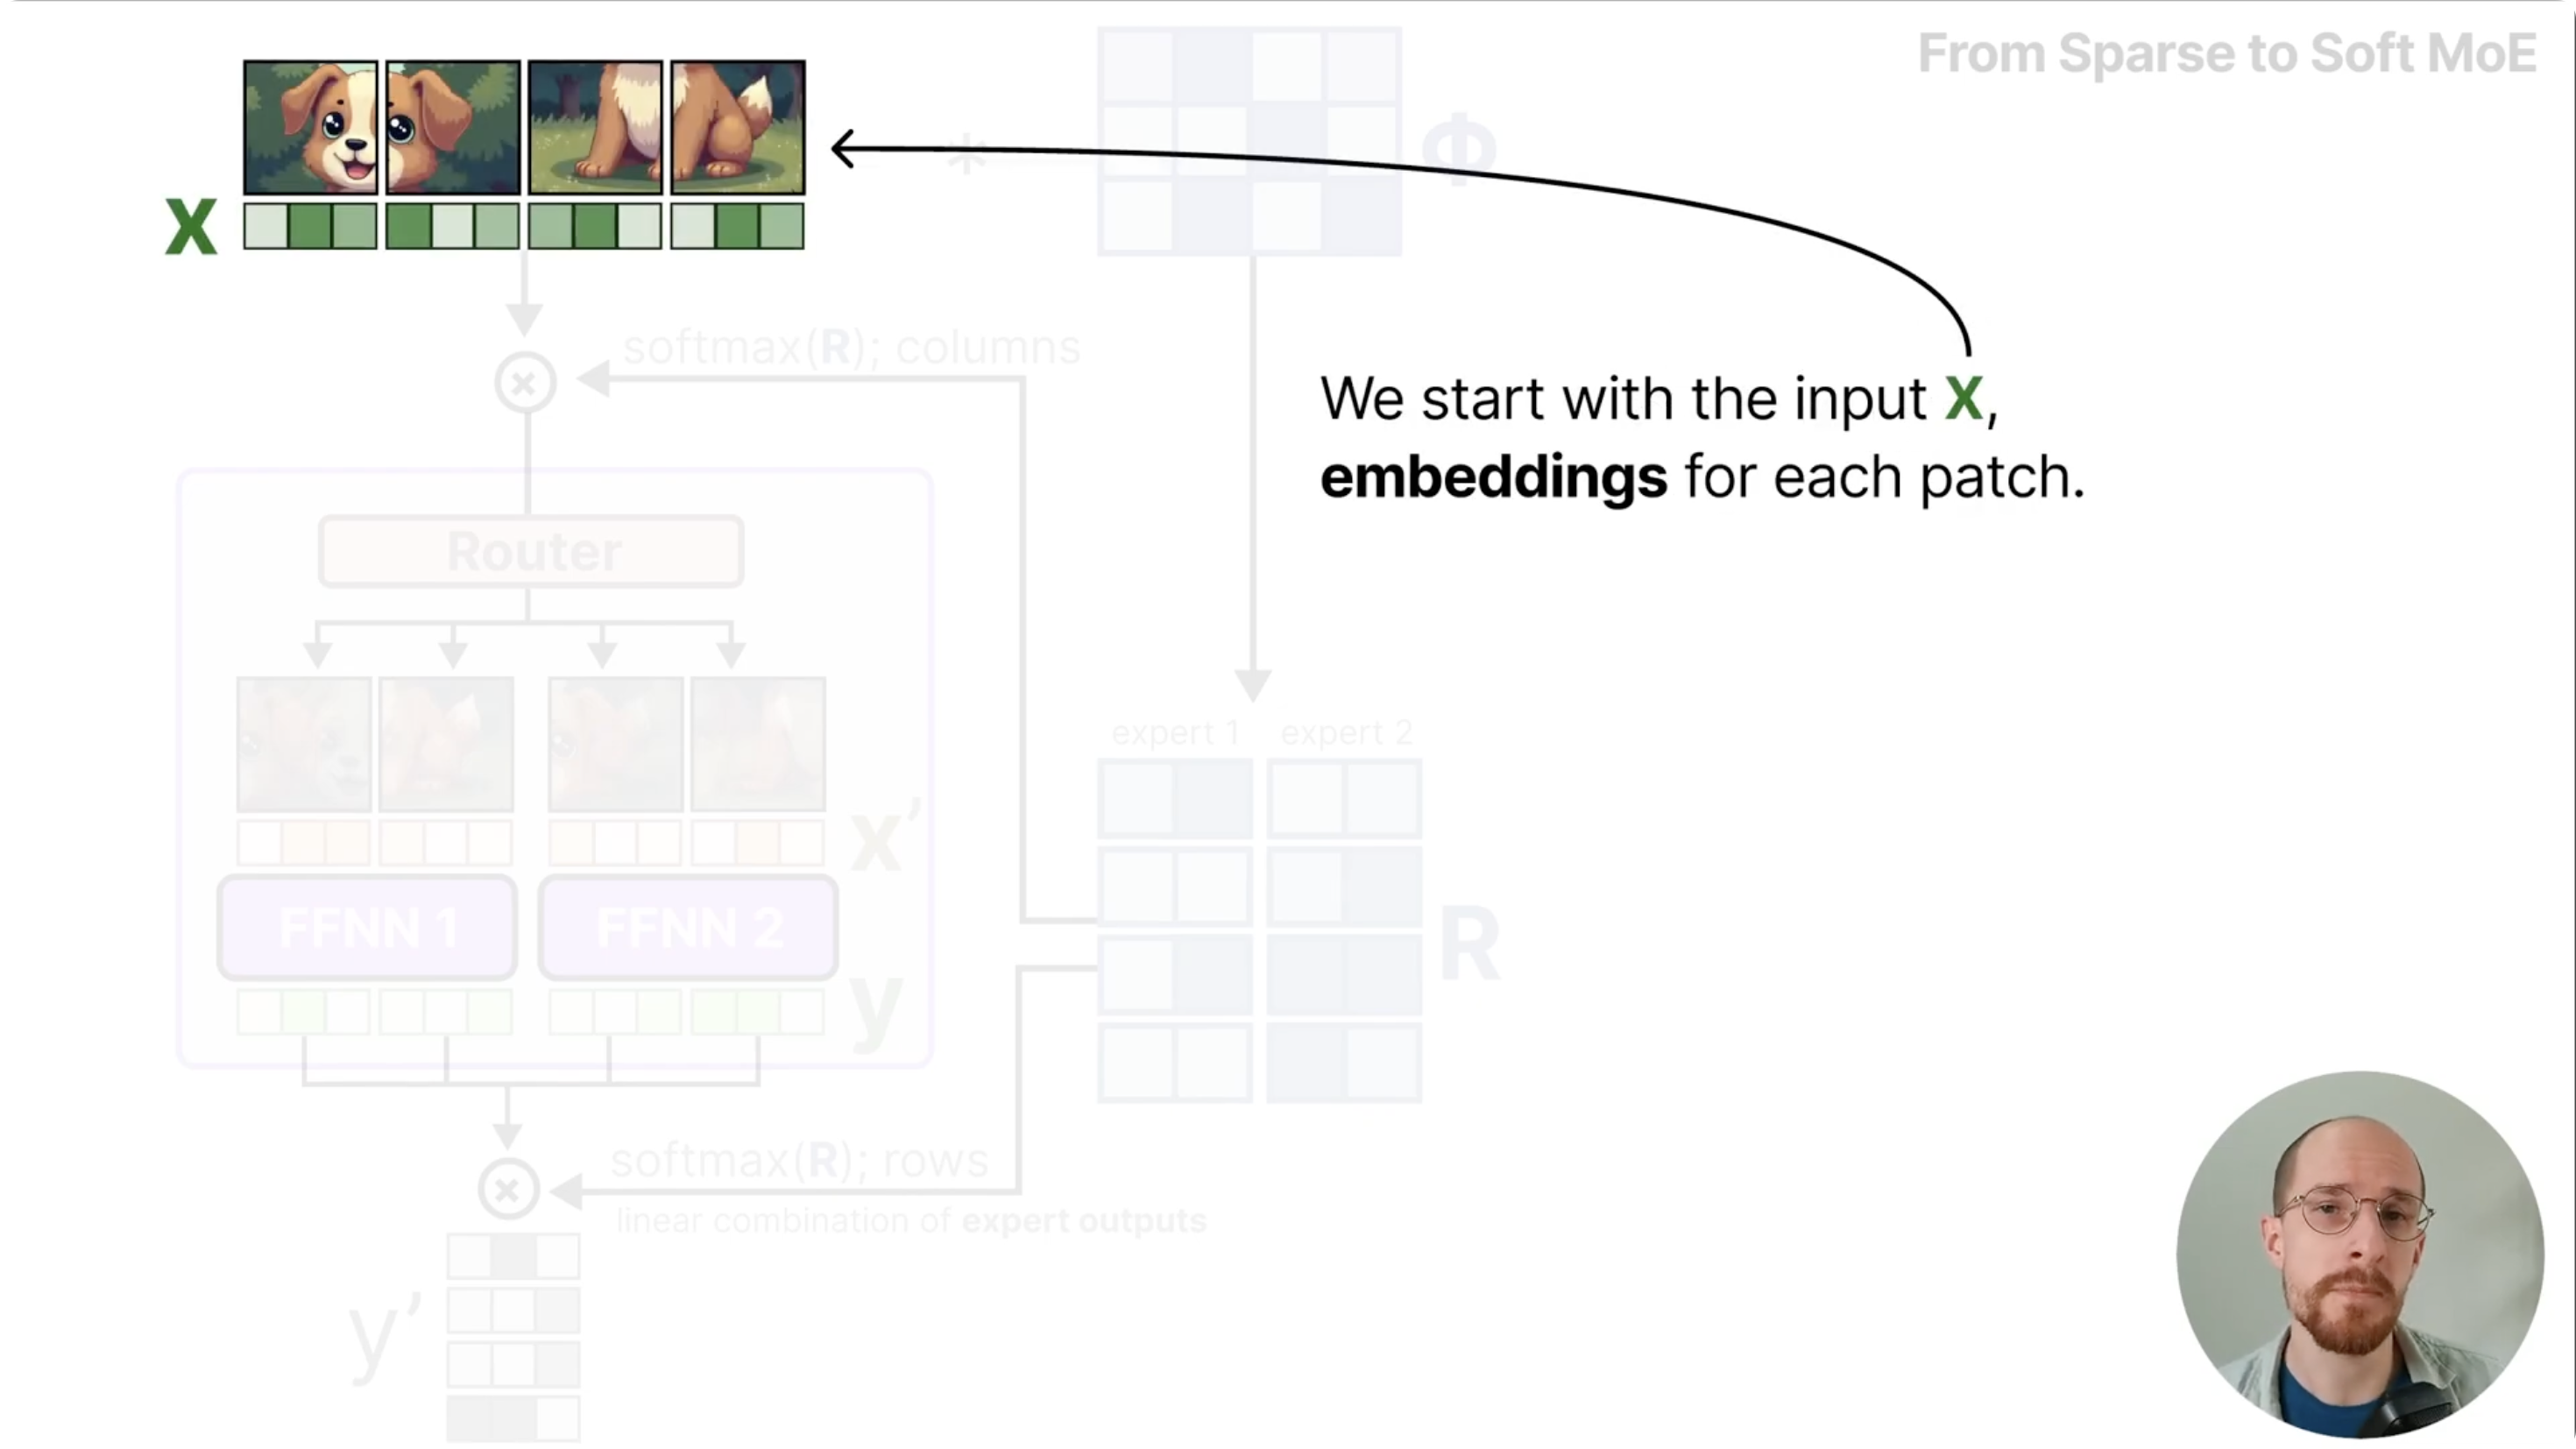 From Sparse to Soft MoE
X
*
Φ
softmax(R); columns
We start with the input X,
embeddings for each patch.
Router
expert 1 expert 2
x’
FFNN 1 FFNN 2
R
y
softmax(R); rows
linear combination of expert outputs
y’